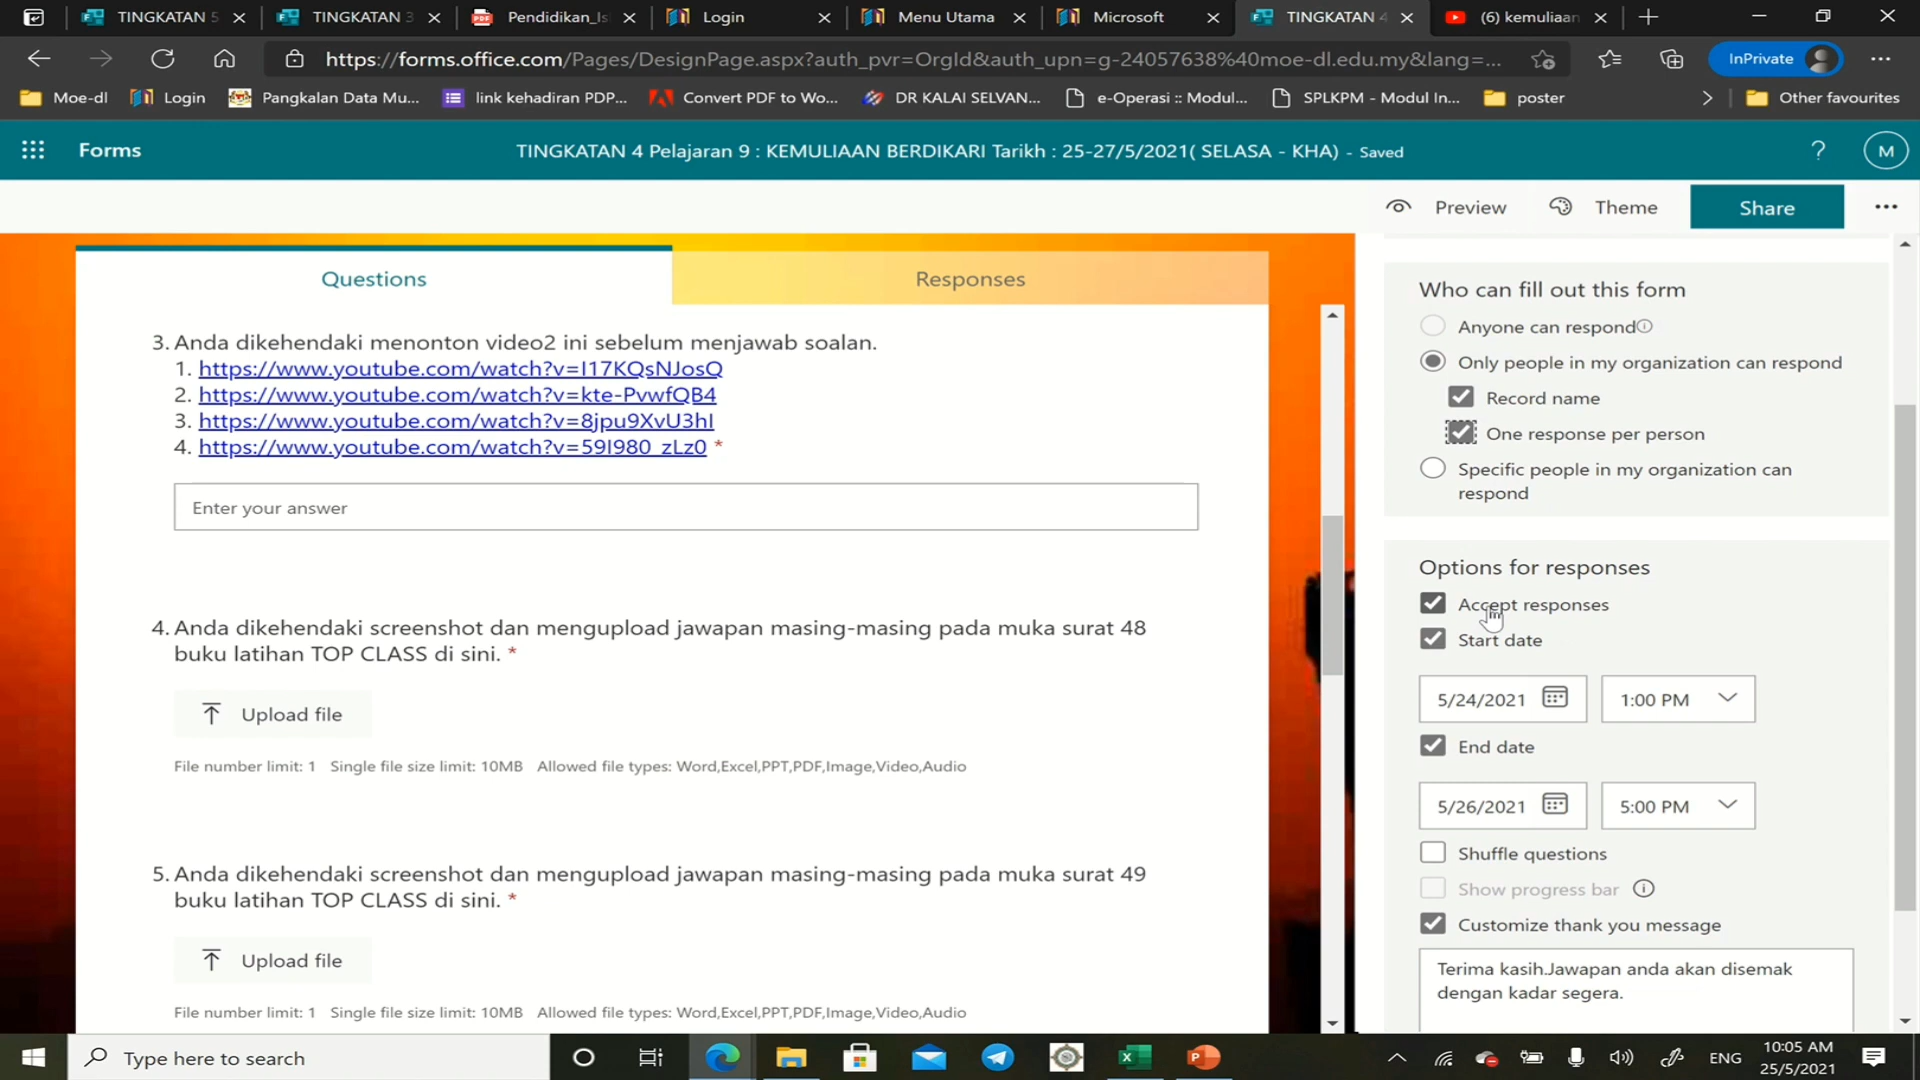 TINGKATAN 5
TINGKATAN 3
Pendidikan_Is
Login
Menu Utama
Microsoft
TINGKATAN 4
(6) kemuliaan
https://forms.office.com/Pages/DesignPage.aspx?auth_pvr=OrgId&auth_upn=g-24057638%40moe-dl.edu.my&lang=...
InPrivate
Moe-dl
Login
Pangkalan Data Mu...
link kehadiran PDP...
Convert PDF to Wo...
DR KALAI SELVAN...
e-Operasi :: Modul...
SPLKPM - Modul In...
poster
Other favourites
Forms
TINGKATAN 4 Pelajaran 9 : KEMULIAAN BERDIKARI Tarikh : 25-27/5/2021( SELASA - KHA) - Saved
?
M
Preview
Theme
Share
Questions
Responses
3. Anda dikehendaki menonton video2 ini sebelum menjawab soalan.
1. https://www.youtube.com/watch?v=I17KQsNJosQ
2. https://www.youtube.com/watch?v=kte-PvwfQB4
3. https://www.youtube.com/watch?v=8jpu9XvU3hI
4. https://www.youtube.com/watch?v=59I980_zLz0 *
Enter your answer
4. Anda dikehendaki screenshot dan mengupload jawapan masing-masing pada muka surat 48
buku latihan TOP CLASS di sini. *
Upload file
File number limit: 1 Single file size limit: 10MB Allowed file types: Word,Excel,PPT,PDF,Image,Video,Audio
5. Anda dikehendaki screenshot dan mengupload jawapan masing-masing pada muka surat 49
buku latihan TOP CLASS di sini. *
Upload file
File number limit: 1 Single file size limit: 10MB Allowed file types: Word,Excel,PPT,PDF,Image,Video,Audio
Who can fill out this form
Anyone can respond
Only people in my organization can respond
Record name
One response per person
Specific people in my organization can
respond
Options for responses
Accept responses
Start date
5/24/2021
1:00 PM
End date
5/26/2021
5:00 PM
Shuffle questions
Show progress bar
Customize thank you message
Terima kasih.Jawapan anda akan disemak
dengan kadar segera.
Type here to search
ENG
10:05 AM
25/5/2021